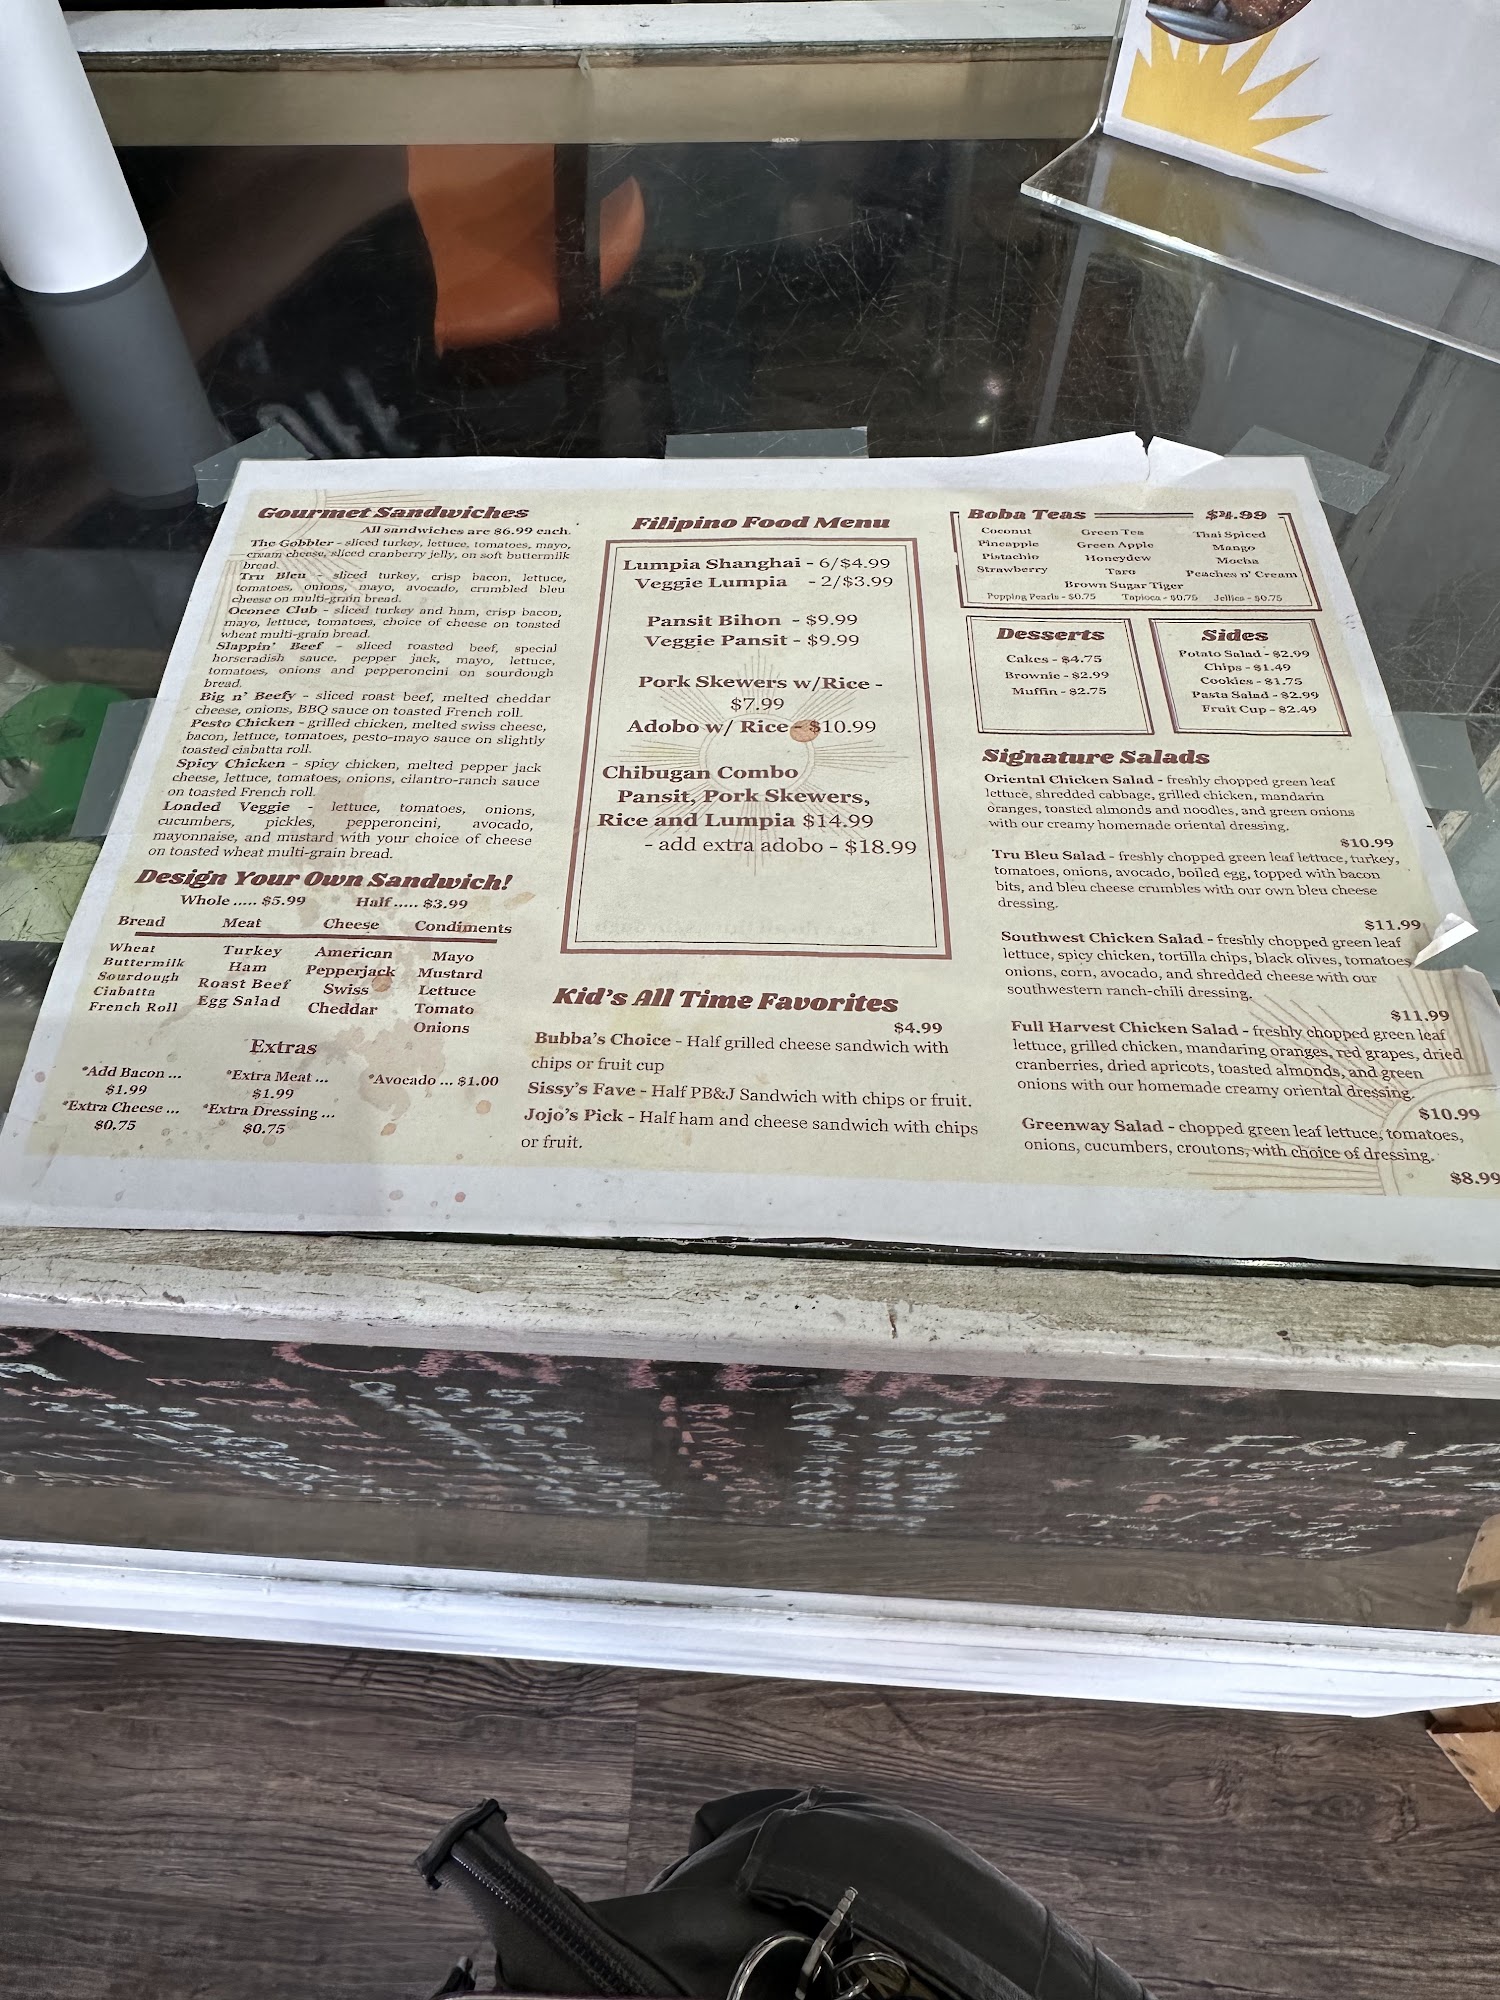 Gourmet Sandwiches
All sandwiches are $6.99 each.
The Gobbler - sliced turkey, lettuce, tomatoes, mayo,
cream cheese, sliced cranberry jelly, on soft buttermilk
bread.
Tru Bleu - sliced turkey, crisp bacon, lettuce,
tomatoes, onions, mayo, avocado, crumbled bleu
cheese on multi-grain bread.
Oconee Club - sliced turkey and ham, crisp bacon,
mayo, lettuce, tomatoes, choice of cheese on toasted
wheat multi-grain bread.
Slappin' Beef - sliced roasted beef, special
horseradish sauce, pepper jack, mayo, lettuce,
tomatoes, onions and pepperoncini on sourdough
bread.
Big n' Beefy - sliced roast beef, melted cheddar
cheese, onions, BBQ sauce on toasted French roll.
Pesto Chicken - grilled chicken, melted swiss cheese,
bacon, lettuce, tomatoes, pesto-mayo sauce on slightly
toasted ciabatta roll.
Spicy Chicken - spicy chicken, melted pepper jack
cheese, lettuce, tomatoes, onions, cilantro-ranch sauce
on toasted French roll.
Loaded Veggie - lettuce, tomatoes, onions,
cucumbers, pickles, pepperoncini, avocado,
mayonnaise, and mustard with your choice of cheese
on toasted wheat multi-grain bread.
Design Your Own Sandwich!
Whole ..... $5.99 Half ..... $3.99
Bread Meat Cheese Condiments
Wheat Turkey American Mayo
Buttermilk Ham Pepperjack Mustard
Sourdough Roast Beef Swiss Lettuce
Ciabatta Egg Salad Cheddar Tomato
French Roll Onions
Extras
*Add Bacon ... *Extra Meat ... *Avocado ... $1.00
$1.99 $1.99
*Extra Cheese ... *Extra Dressing ...
$0.75 $0.75
Filipino Food Menu
Lumpia Shanghai - 6/$4.99
Veggie Lumpia - 2/$3.99
Pansit Bihon - $9.99
Veggie Pansit - $9.99
Pork Skewers w/Rice -
$7.99
Adobo w/ Rice - $10.99
Chibugan Combo
Pansit, Pork Skewers,
Rice and Lumpia $14.99
- add extra adobo - $18.99
Kid's All Time Favorites
$4.99
Bubba's Choice - Half grilled cheese sandwich with
chips or fruit cup
Sissy's Fave - Half PB&J Sandwich with chips or fruit.
Jojo's Pick - Half ham and cheese sandwich with chips
or fruit.
Boba Teas $4.99
Coconut Green Tea Thai Spiced
Pineapple Green Apple Mango
Pistachio Honeydew Mocha
Strawberry Taro Peaches n' Cream
Brown Sugar Tiger
Popping Pearls - $0.75 Tapioca - $0.75 Jellies - $0.75
Desserts
Cakes - $4.75
Brownie - $2.99
Muffin - $2.75
Sides
Potato Salad - $2.99
Chips - $1.49
Cookies - $1.75
Pasta Salad - $2.99
Fruit Cup - $2.49
Signature Salads
Oriental Chicken Salad - freshly chopped green leaf
lettuce, shredded cabbage, grilled chicken, mandarin
oranges, toasted almonds and noodles, and green onions
with our creamy homemade oriental dressing.
$10.99
Tru Bleu Salad - freshly chopped green leaf lettuce, turkey,
tomatoes, onions, avocado, boiled egg, topped with bacon
bits, and bleu cheese crumbles with our own bleu cheese
dressing.
$11.99
Southwest Chicken Salad - freshly chopped green leaf
lettuce, spicy chicken, tortilla chips, black olives, tomatoes,
onions, corn, avocado, and shredded cheese with our
southwestern ranch-chili dressing.
$11.99
Full Harvest Chicken Salad - freshly chopped green leaf
lettuce, grilled chicken, mandaring oranges, red grapes, dried
cranberries, dried apricots, toasted almonds, and green
onions with our homemade creamy oriental dressing.
$10.99
Greenway Salad - chopped green leaf lettuce, tomatoes,
onions, cucumbers, croutons, with choice of dressing.
$8.99